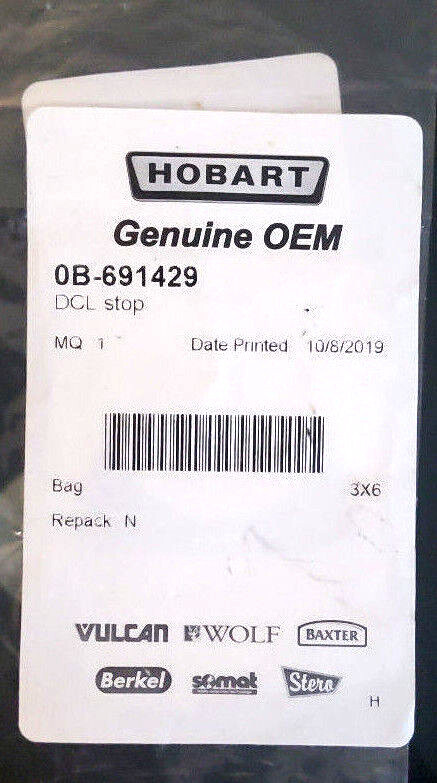 HOBART
Genuine OEM
0B-691429
DCL stop
MQ 1 Date Printed 10/8/2019
Bag 3X6
Repack N
VULCAN WOLF BAXTER
Berkel somat Stero
H